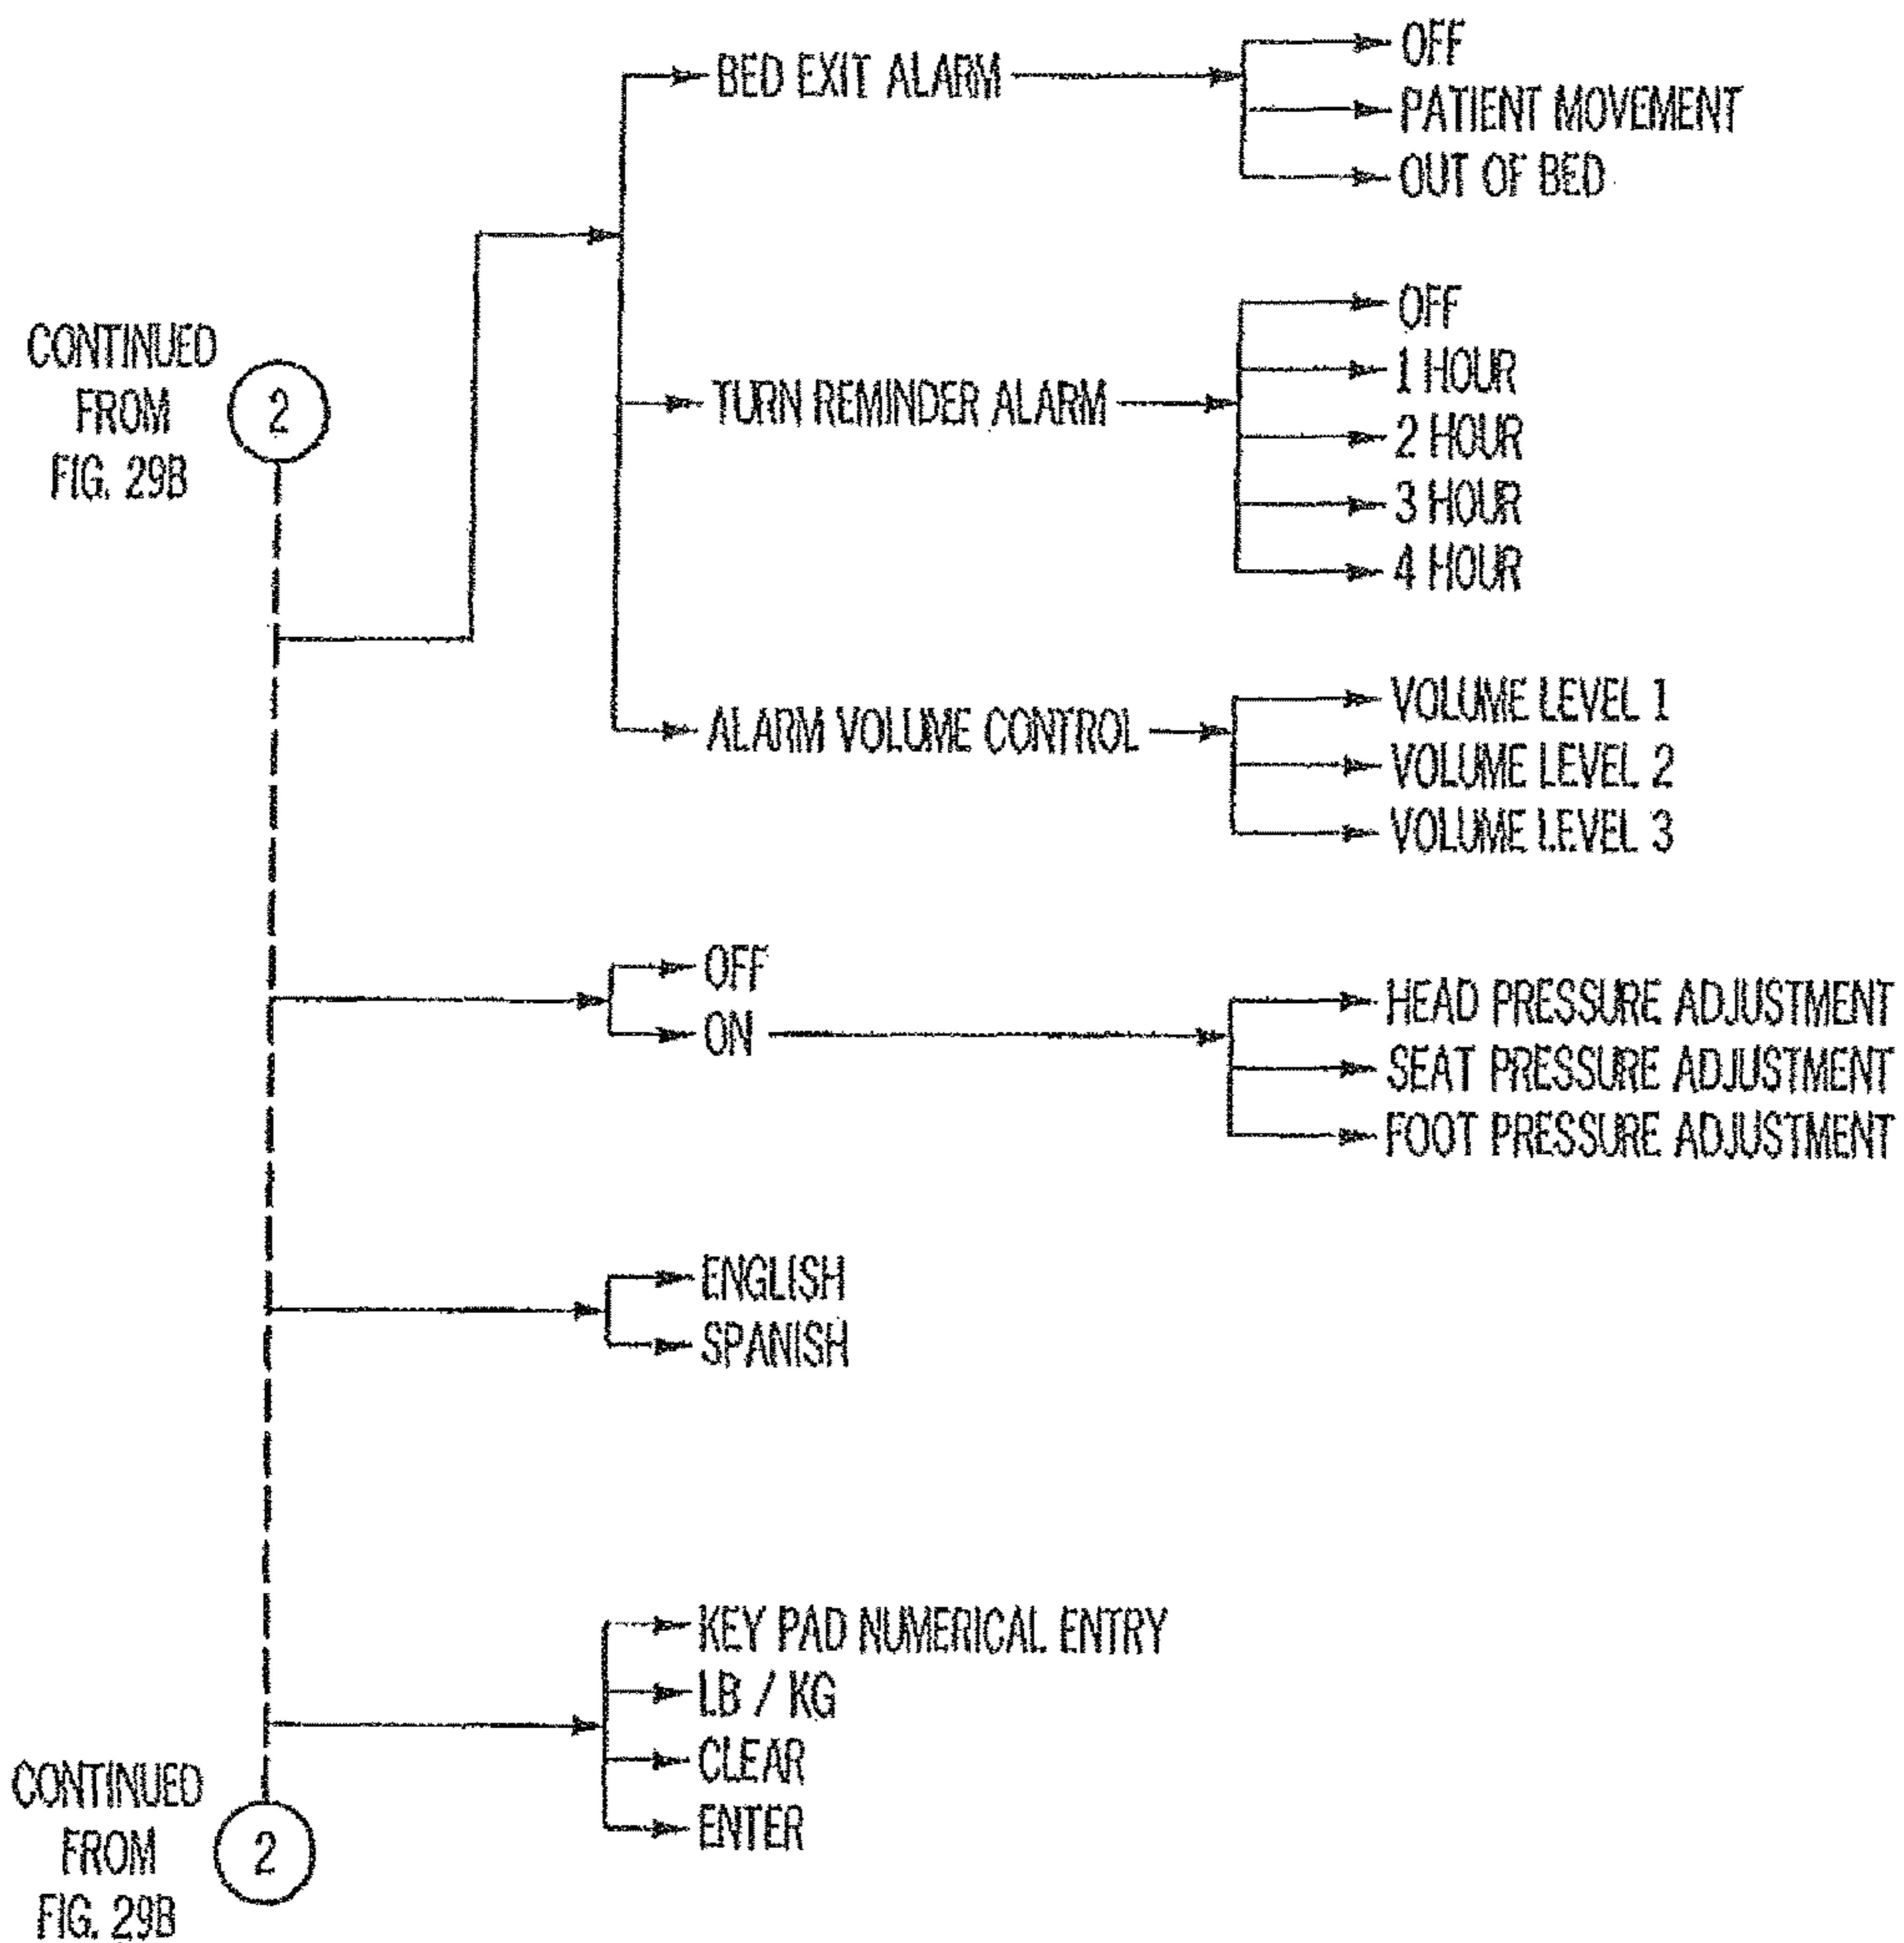 CONTINUED
FROM
FIG. 29B
2
BED EXIT ALARM
OFF
PATIENT MOVEMENT
OUT OF BED
TURN REMINDER ALARM
OFF
1 HOUR
2 HOUR
3 HOUR
4 HOUR
ALARM VOLUME CONTROL
VOLUME LEVEL 1
VOLUME LEVEL 2
VOLUME LEVEL 3
OFF
ON
HEAD PRESSURE ADJUSTMENT
SEAT PRESSURE ADJUSTMENT
FOOT PRESSURE ADJUSTMENT
ENGLISH
SPANISH
KEY PAD NUMERICAL ENTRY
LB / KG
CLEAR
ENTER
CONTINUED
FROM
FIG. 29B
2